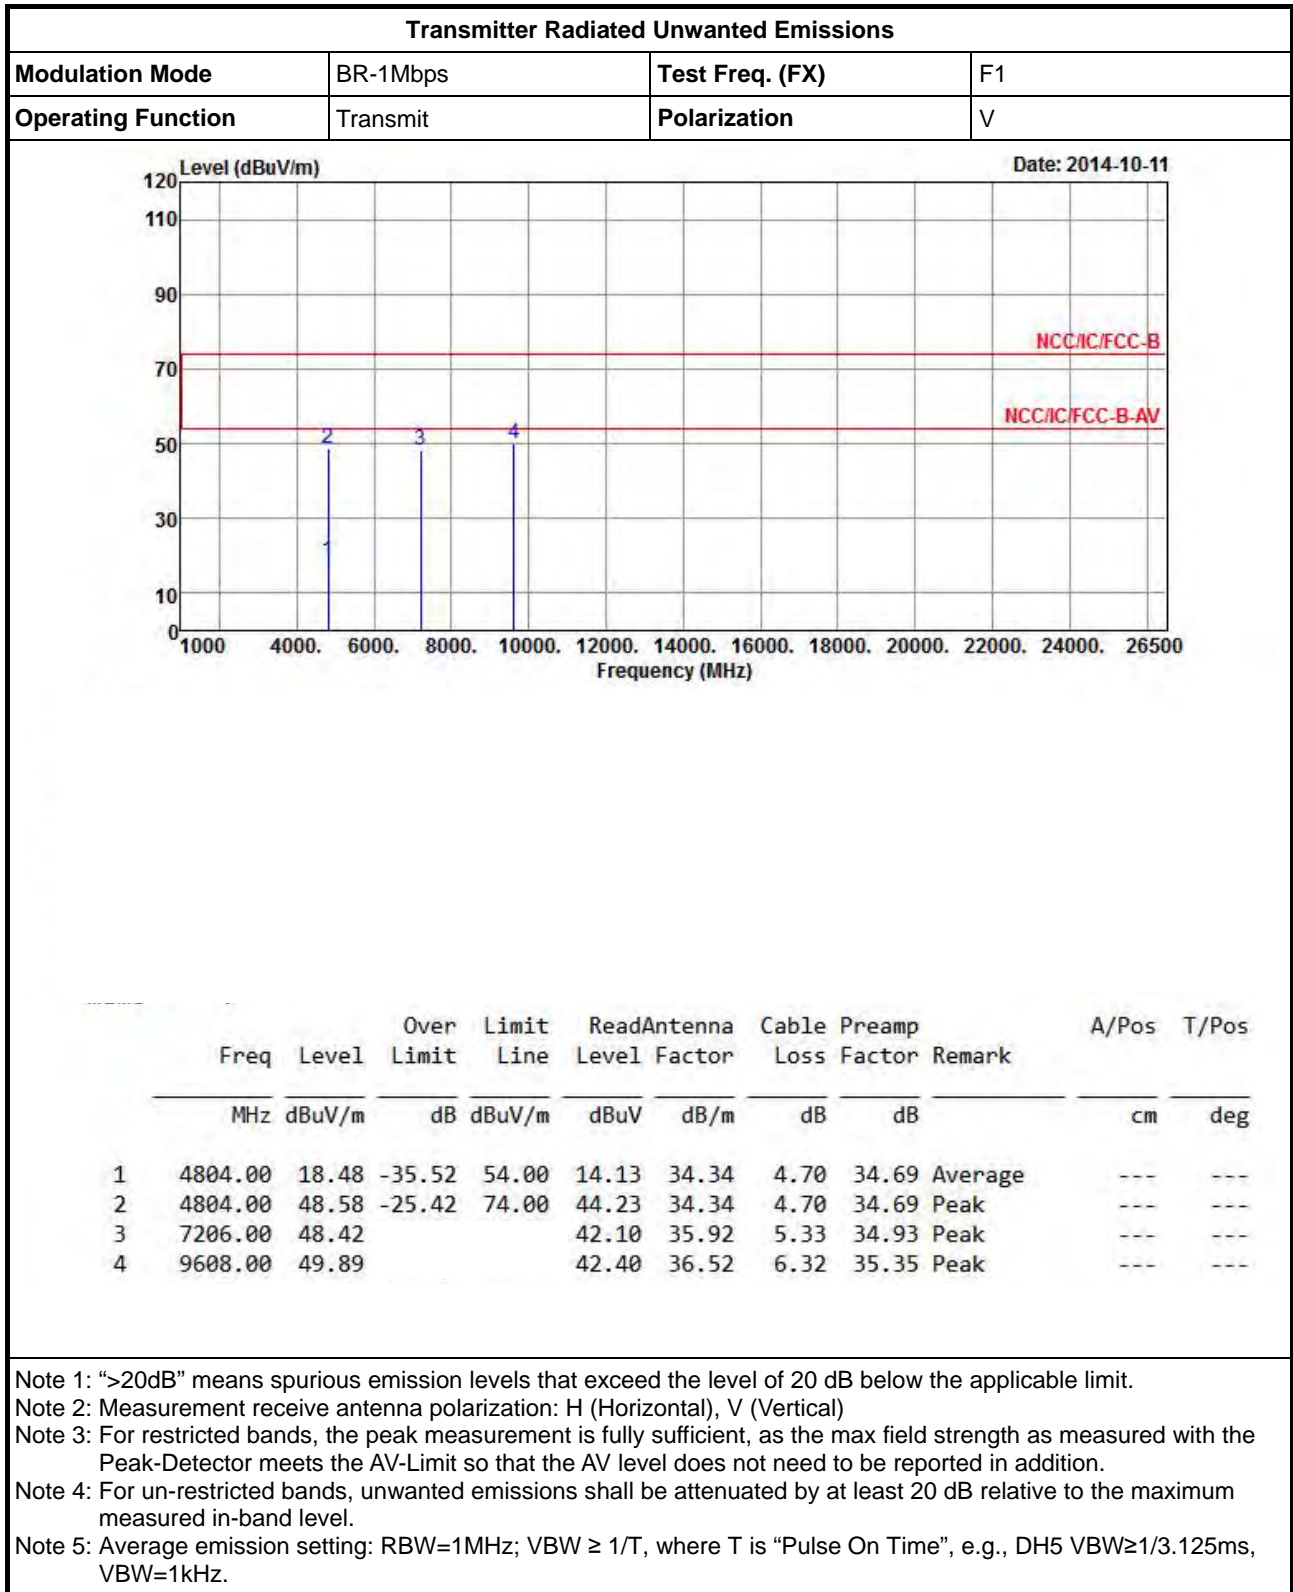 Transmitter Radiated Unwanted Emissions
Modulation Mode BR-1Mbps Test Freq. (FX) F1
Operating Function Transmit Polarization V
Level (dBuV/m) Date: 2014-10-11
120
110
90
NCC/IC/FCC-B
70
NCC/IC/FCC-B-AV
2 3 4
50
30
1
10
0
1000 4000. 6000. 8000. 10000. 12000. 14000. 16000. 18000. 20000. 22000. 24000. 26500
Frequency (MHz)
Over Limit ReadAntenna Cable Preamp A/Pos T/Pos
Freq Level Limit Line Level Factor Loss Factor Remark
MHz dBuV/m dB dBuV/m dBuV dB/m dB dB cm deg
1 4804.00 18.48 -35.52 54.00 14.13 34.34 4.70 34.69 Average --- ---
2 4804.00 48.58 -25.42 74.00 44.23 34.34 4.70 34.69 Peak --- ---
3 7206.00 48.42 42.10 35.92 5.33 34.93 Peak --- ---
4 9608.00 49.89 42.40 36.52 6.32 35.35 Peak --- ---
Note 1: “>20dB” means spurious emission levels that exceed the level of 20 dB below the applicable limit.
Note 2: Measurement receive antenna polarization: H (Horizontal), V (Vertical)
Note 3: For restricted bands, the peak measurement is fully sufficient, as the max field strength as measured with the
Peak-Detector meets the AV-Limit so that the AV level does not need to be reported in addition.
Note 4: For un-restricted bands, unwanted emissions shall be attenuated by at least 20 dB relative to the maximum
measured in-band level.
Note 5: Average emission setting: RBW=1MHz; VBW ≥ 1/T, where T is “Pulse On Time”, e.g., DH5 VBW≥1/3.125ms,
VBW=1kHz.